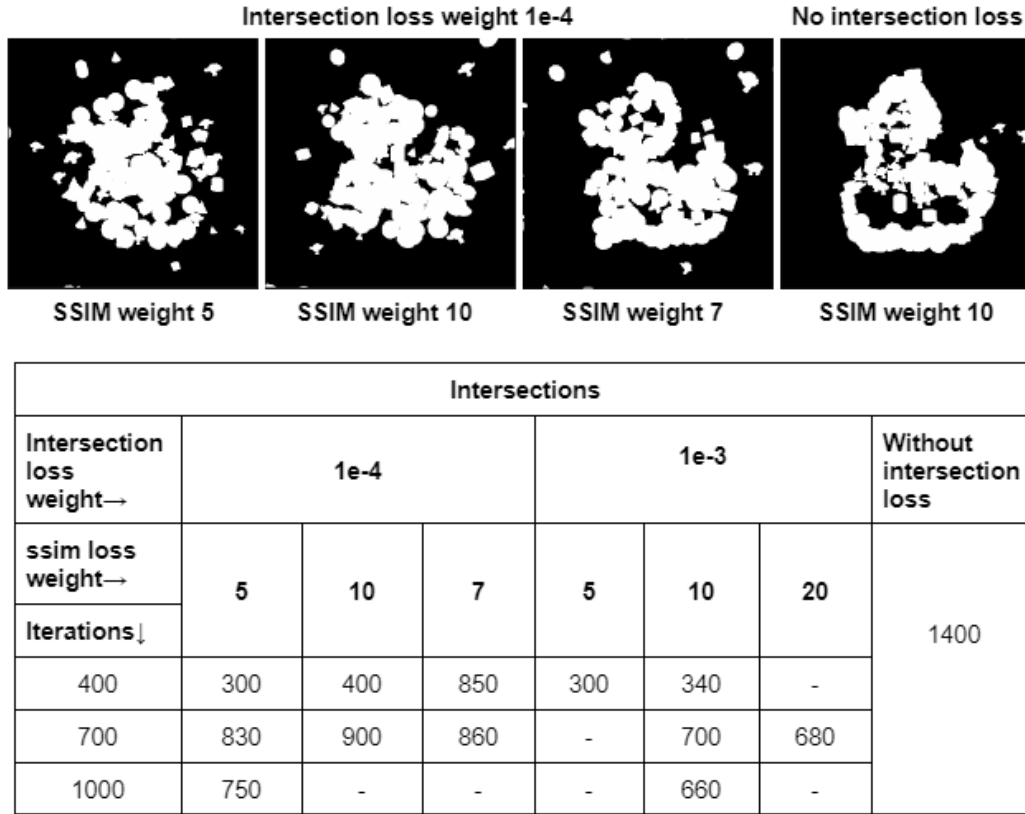 Intersection loss weight 1e-4 No intersection loss
SSIM weight 5 SSIM weight 10 SSIM weight 7 SSIM weight 10
Intersections
Intersection loss weight→ 1e-4 1e-3 Without intersection loss
ssim loss weight→ 5 10 7 5 10 20 1400
Iterations↓
400 300 400 850 300 340 -
700 830 900 860 - 700 680
1000 750 - - - 660 -